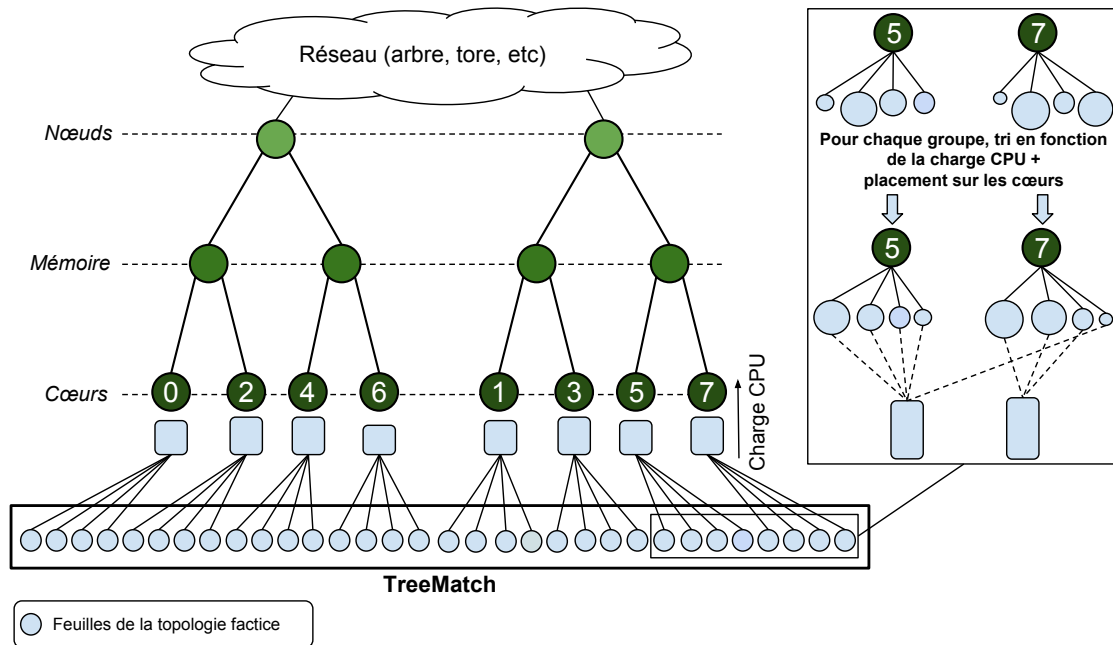 Réseau (arbre, tore, etc)
Nœuds
Mémoire
Cœurs
0 2 4 6 1 3 5 7
Charge CPU
TreeMatch
Feuilles de la topologie factice
5 7
Pour chaque groupe, tri en fonction
de la charge CPU +
placement sur les cœurs
5 7